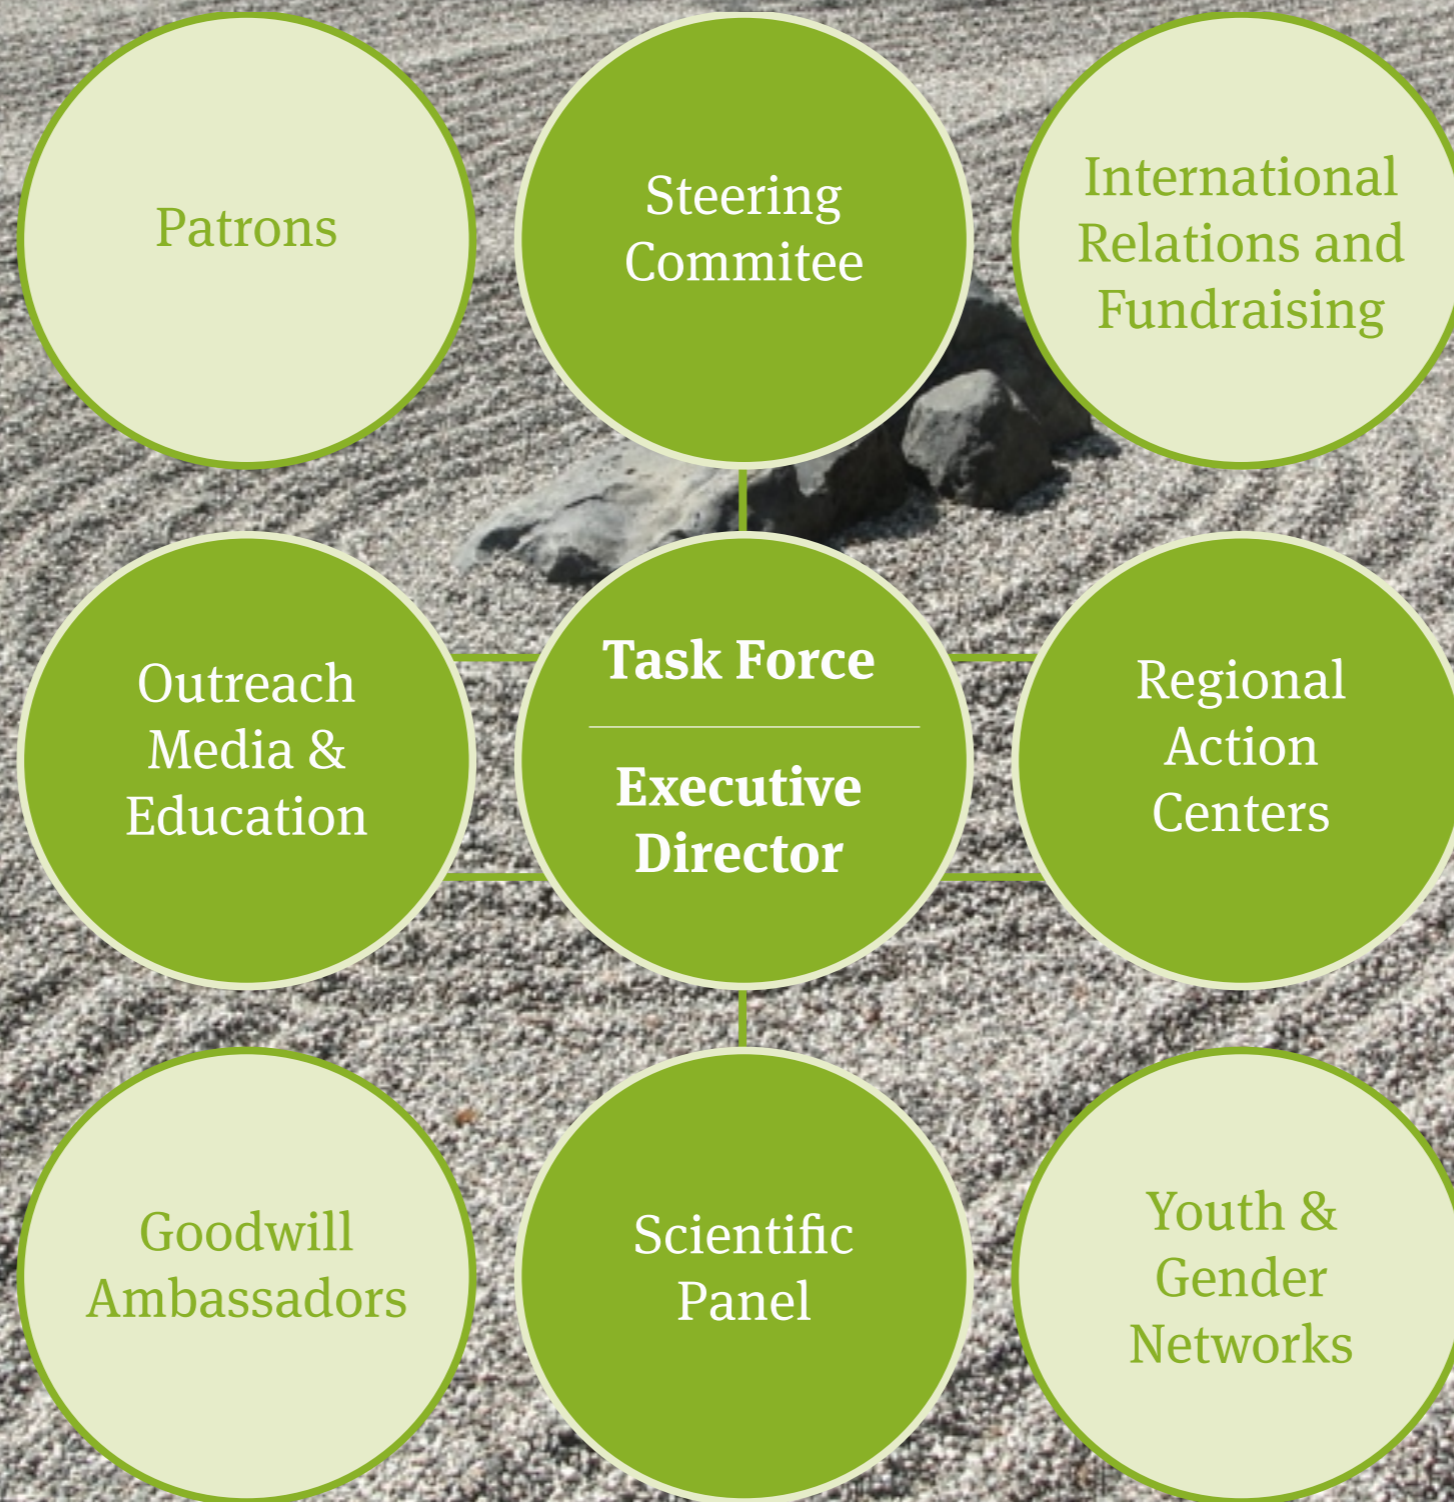 Patrons
Steering
Commitee
International
Relations and
Fundraising
Outreach
Media &
Education
Task Force
Executive
Director
Regional
Action
Centers
Goodwill
Ambassadors
Scientific
Panel
Youth &
Gender
Networks